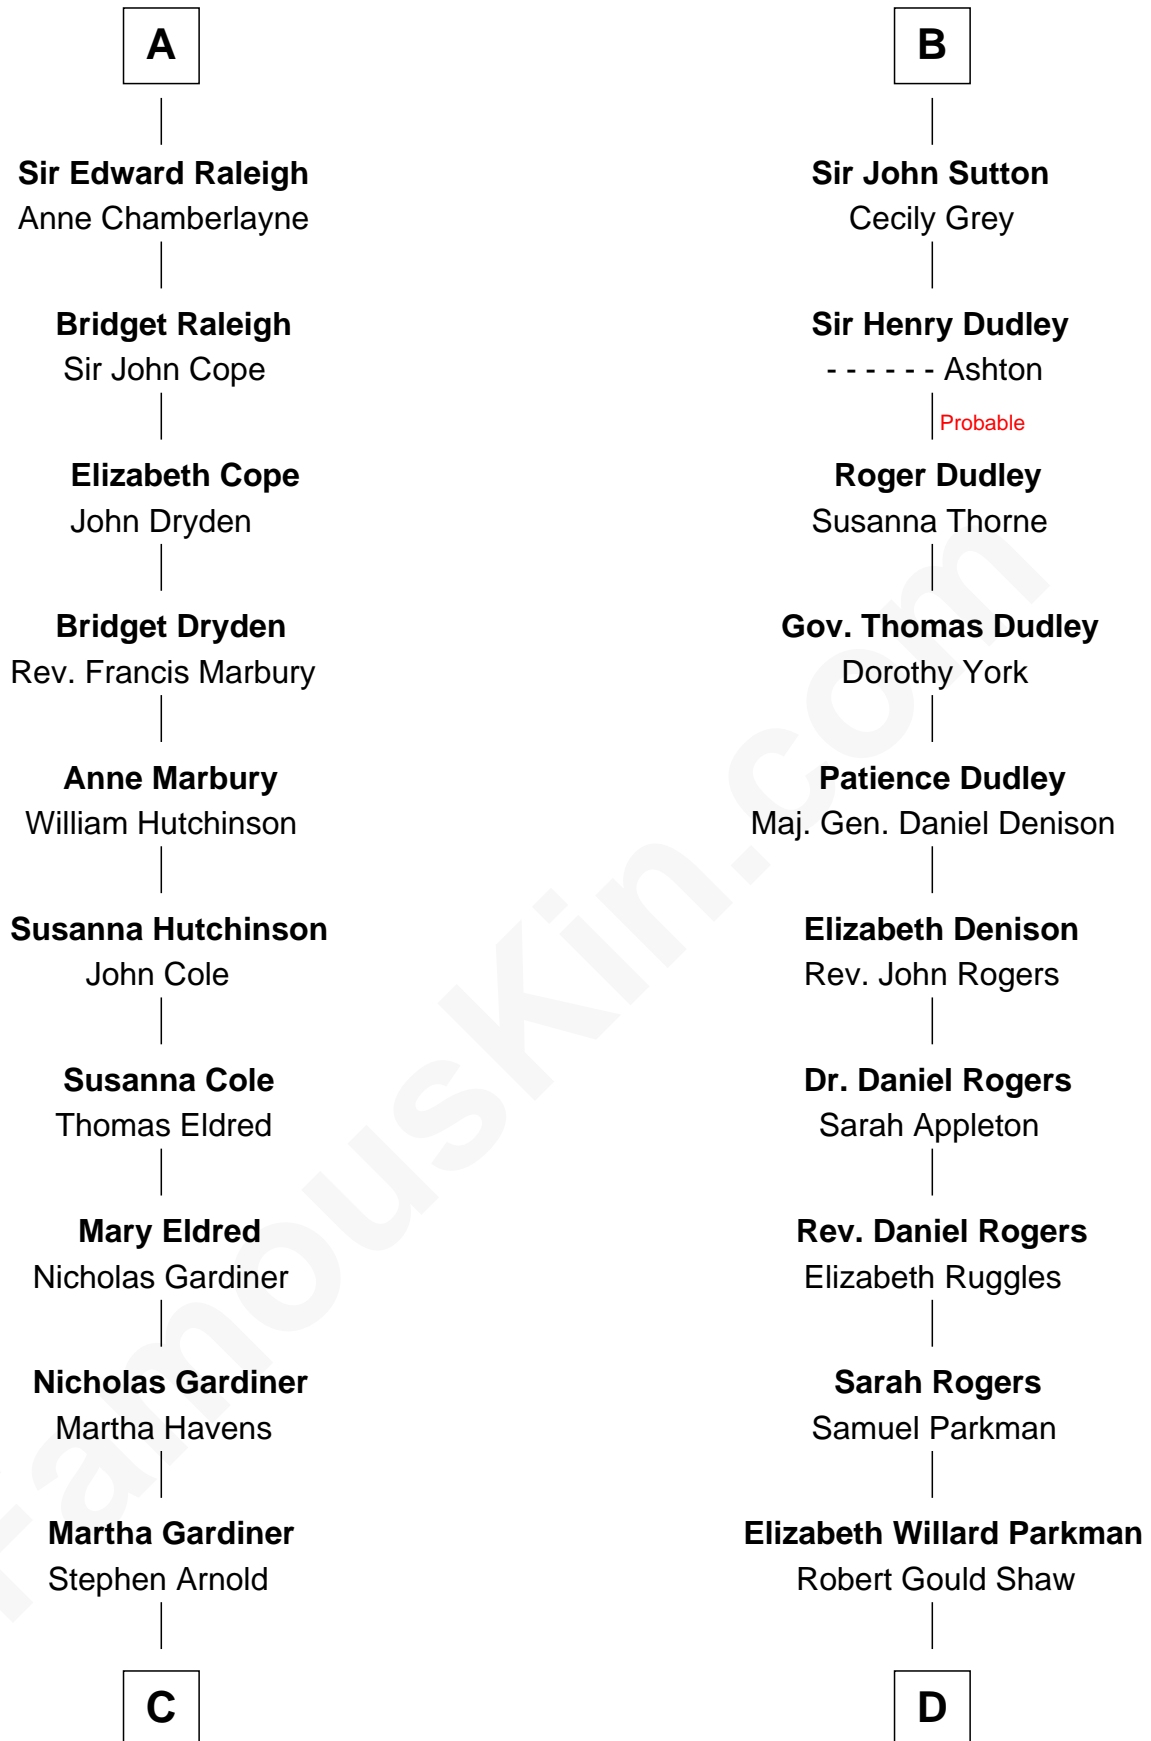 A
Sir Edward Raleigh
Anne Chamberlayne
Bridget Raleigh
Sir John Cope
Elizabeth Cope
John Dryden
Bridget Dryden
Rev. Francis Marbury
Anne Marbury
William Hutchinson
Susanna Hutchinson
John Cole
Susanna Cole
Thomas Eldred
Mary Eldred
Nicholas Gardiner
Nicholas Gardiner
Martha Havens
Martha Gardiner
Stephen Arnold
C
B
Sir John Sutton
Cecily Grey
Sir Henry Dudley
- - - - - - Ashton
Probable
Roger Dudley
Susanna Thorne
Gov. Thomas Dudley
Dorothy York
Patience Dudley
Maj. Gen. Daniel Denison
Elizabeth Denison
Rev. John Rogers
Dr. Daniel Rogers
Sarah Appleton
Rev. Daniel Rogers
Elizabeth Ruggles
Sarah Rogers
Samuel Parkman
Elizabeth Willard Parkman
Robert Gould Shaw
D
FamousKin.com